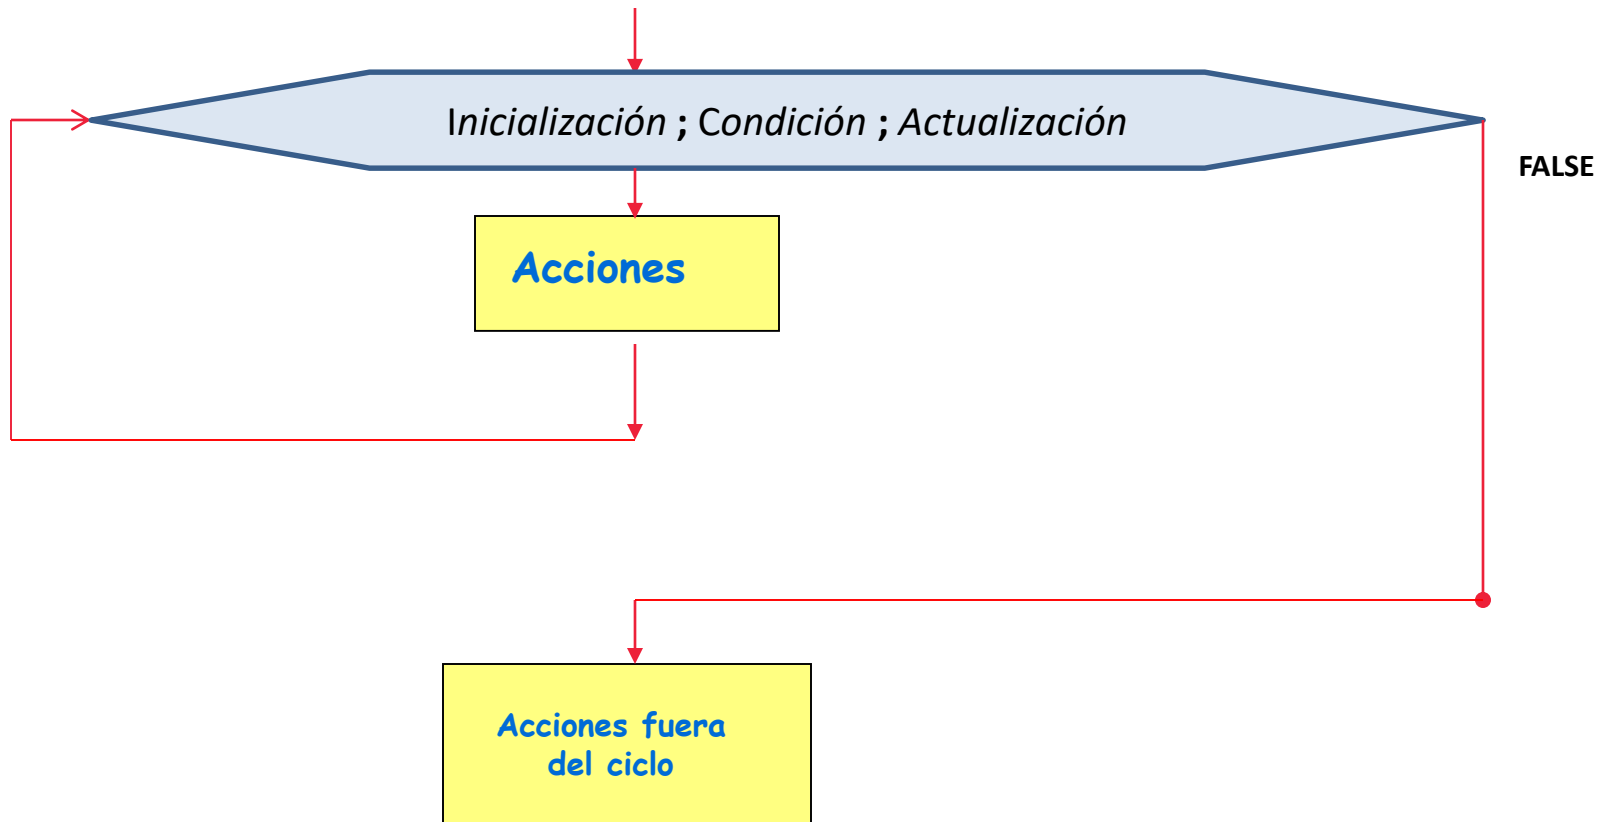 Inicialización ; Condición ; Actualización
FALSE
Acciones
Acciones fuera
del ciclo